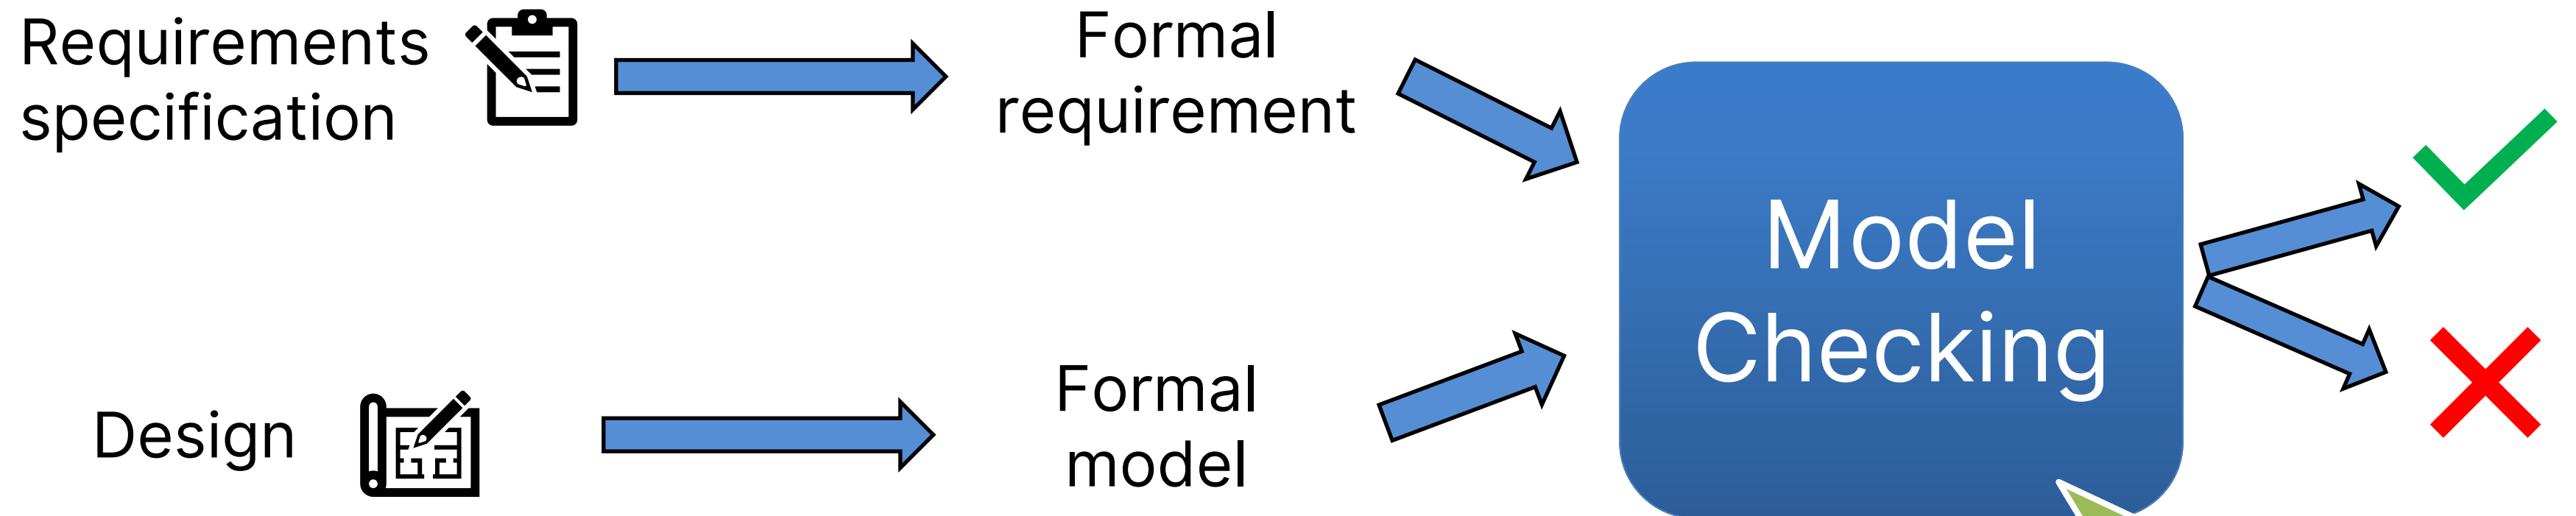 Requirements
specification
Formal
requirement
Model
Checking
Design
Formal
model